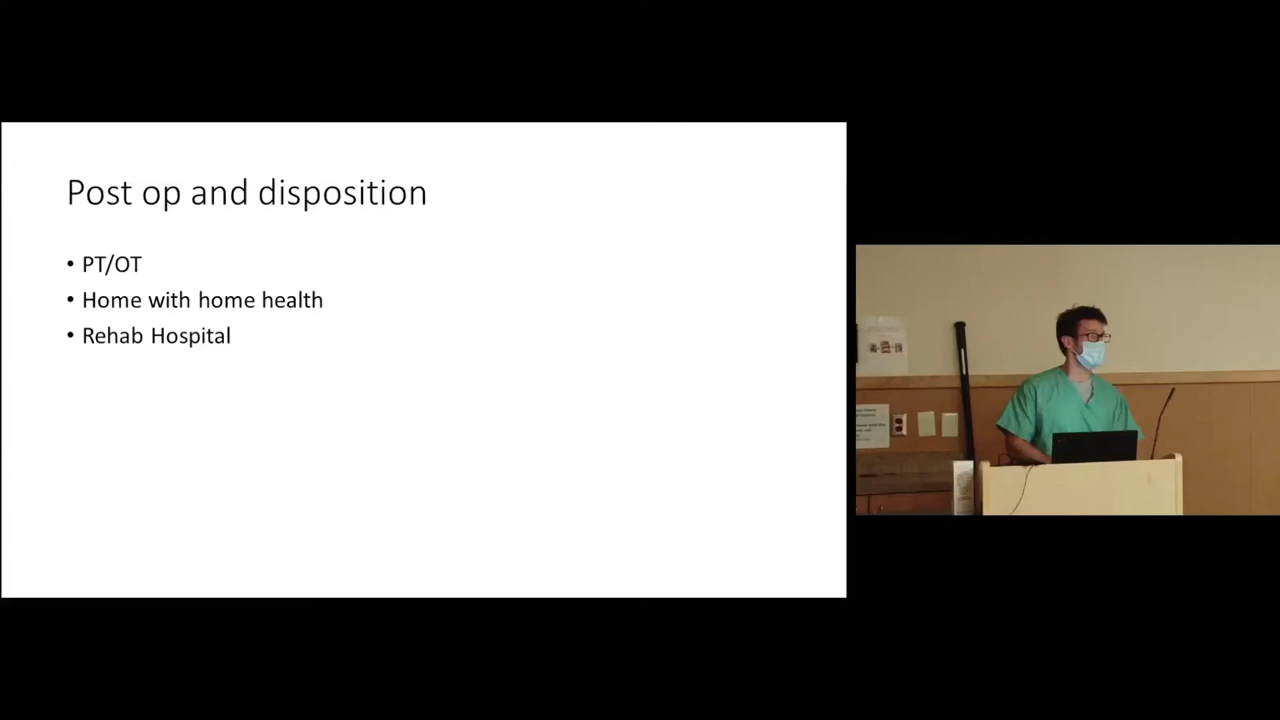 Post op and disposition
• PT/OT
• Home with home health
• Rehab Hospital